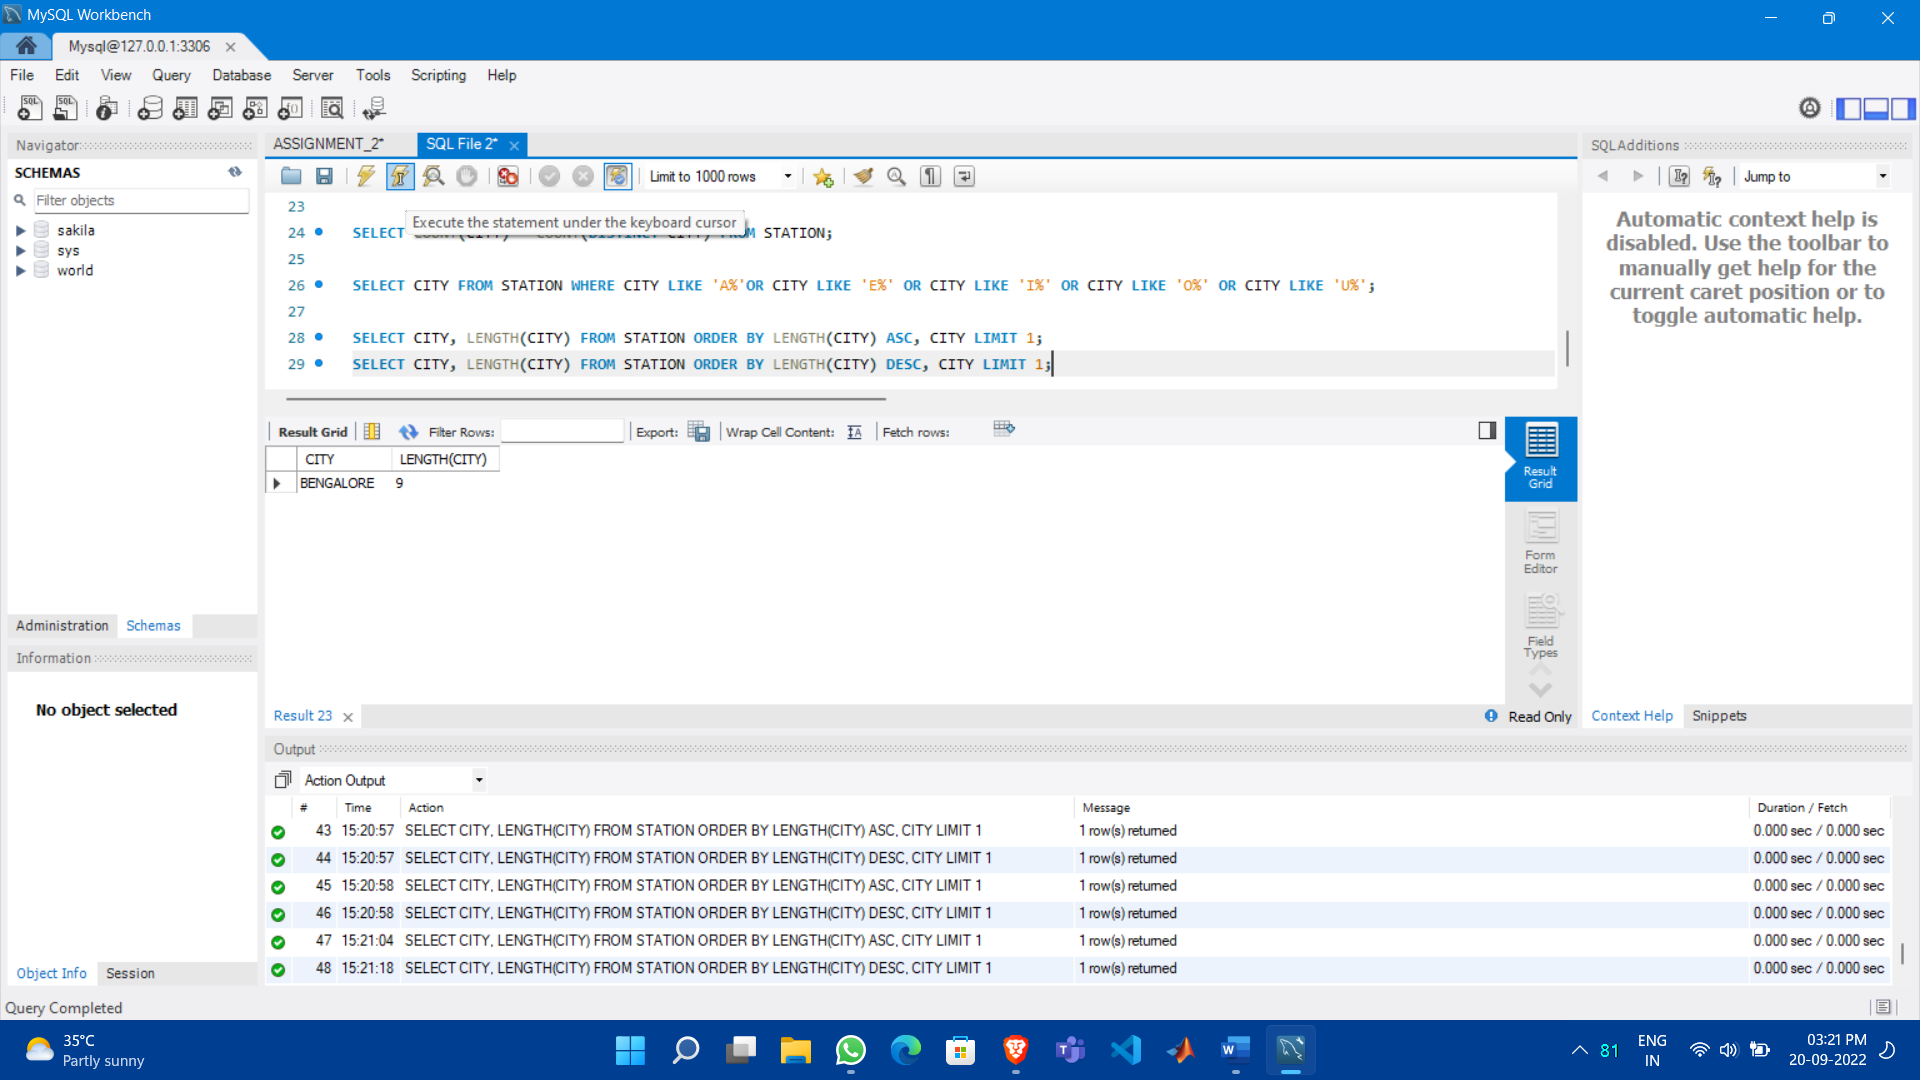 MySQL Workbench
Mysql@127.0.0.1:3306
File Edit View Query Database Server Tools Scripting Help
Navigator
SCHEMAS
Filter objects
sakila
sys
world
Administration Schemas
Information
No object selected
Object Info Session
Query Completed
ASSIGNMENT_2* SQL File 2*
Limit to 1000 rows
Execute the statement under the keyboard cursor
23
24 SELECT FROM STATION;
25
26 SELECT CITY FROM STATION WHERE CITY LIKE 'A%'OR CITY LIKE 'E%' OR CITY LIKE 'I%' OR CITY LIKE 'O%' OR CITY LIKE 'U%';
27
28 SELECT CITY, LENGTH(CITY) FROM STATION ORDER BY LENGTH(CITY) ASC, CITY LIMIT 1;
29 SELECT CITY, LENGTH(CITY) FROM STATION ORDER BY LENGTH(CITY) DESC, CITY LIMIT 1;
Result Grid Filter Rows: Export: Wrap Cell Content: Fetch rows:
CITY LENGTH(CITY)
BENGALORE 9
Result
Grid
Form
Editor
Field
Types
Result 23
Read Only
SQLAdditions
Jump to
Automatic context help is
disabled. Use the toolbar to
manually get help for the
current caret position or to
toggle automatic help.
Context Help Snippets
Output
Action Output
# Time Action Message Duration / Fetch
43 15:20:57 SELECT CITY, LENGTH(CITY) FROM STATION ORDER BY LENGTH(CITY) ASC, CITY LIMIT 1 1 row(s) returned 0.000 sec / 0.000 sec
44 15:20:57 SELECT CITY, LENGTH(CITY) FROM STATION ORDER BY LENGTH(CITY) DESC, CITY LIMIT 1 1 row(s) returned 0.000 sec / 0.000 sec
45 15:20:58 SELECT CITY, LENGTH(CITY) FROM STATION ORDER BY LENGTH(CITY) ASC, CITY LIMIT 1 1 row(s) returned 0.000 sec / 0.000 sec
46 15:20:58 SELECT CITY, LENGTH(CITY) FROM STATION ORDER BY LENGTH(CITY) DESC, CITY LIMIT 1 1 row(s) returned 0.000 sec / 0.000 sec
47 15:21:04 SELECT CITY, LENGTH(CITY) FROM STATION ORDER BY LENGTH(CITY) ASC, CITY LIMIT 1 1 row(s) returned 0.000 sec / 0.000 sec
48 15:21:18 SELECT CITY, LENGTH(CITY) FROM STATION ORDER BY LENGTH(CITY) DESC, CITY LIMIT 1 1 row(s) returned 0.000 sec / 0.000 sec
35°C
Partly sunny
81
ENG
IN
03:21 PM
20-09-2022